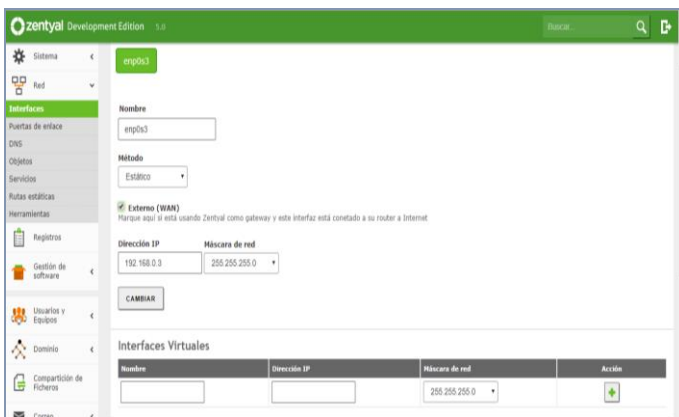 zentyal Development Edition 5.0
Buscar...
Sistema
Red
Interfaces
Puertas de enlace
DNS
Objetos
Servicios
Rutas estáticas
Herramientas
Registros
Gestión de
software
Usuarios y
Equipos
Dominio
Compartición de
Ficheros
Correo
enp0s3
Nombre
enp0s3
Método
Estático
Externo (WAN)
Marque aquí si está usando Zentyal como gateway y este interfaz está conetado a su router a Internet
Dirección IP Máscara de red
192.168.0.3 255.255.255.0
CAMBIAR
Interfaces Virtuales
Nombre Dirección IP Máscara de red Acción
255.255.255.0